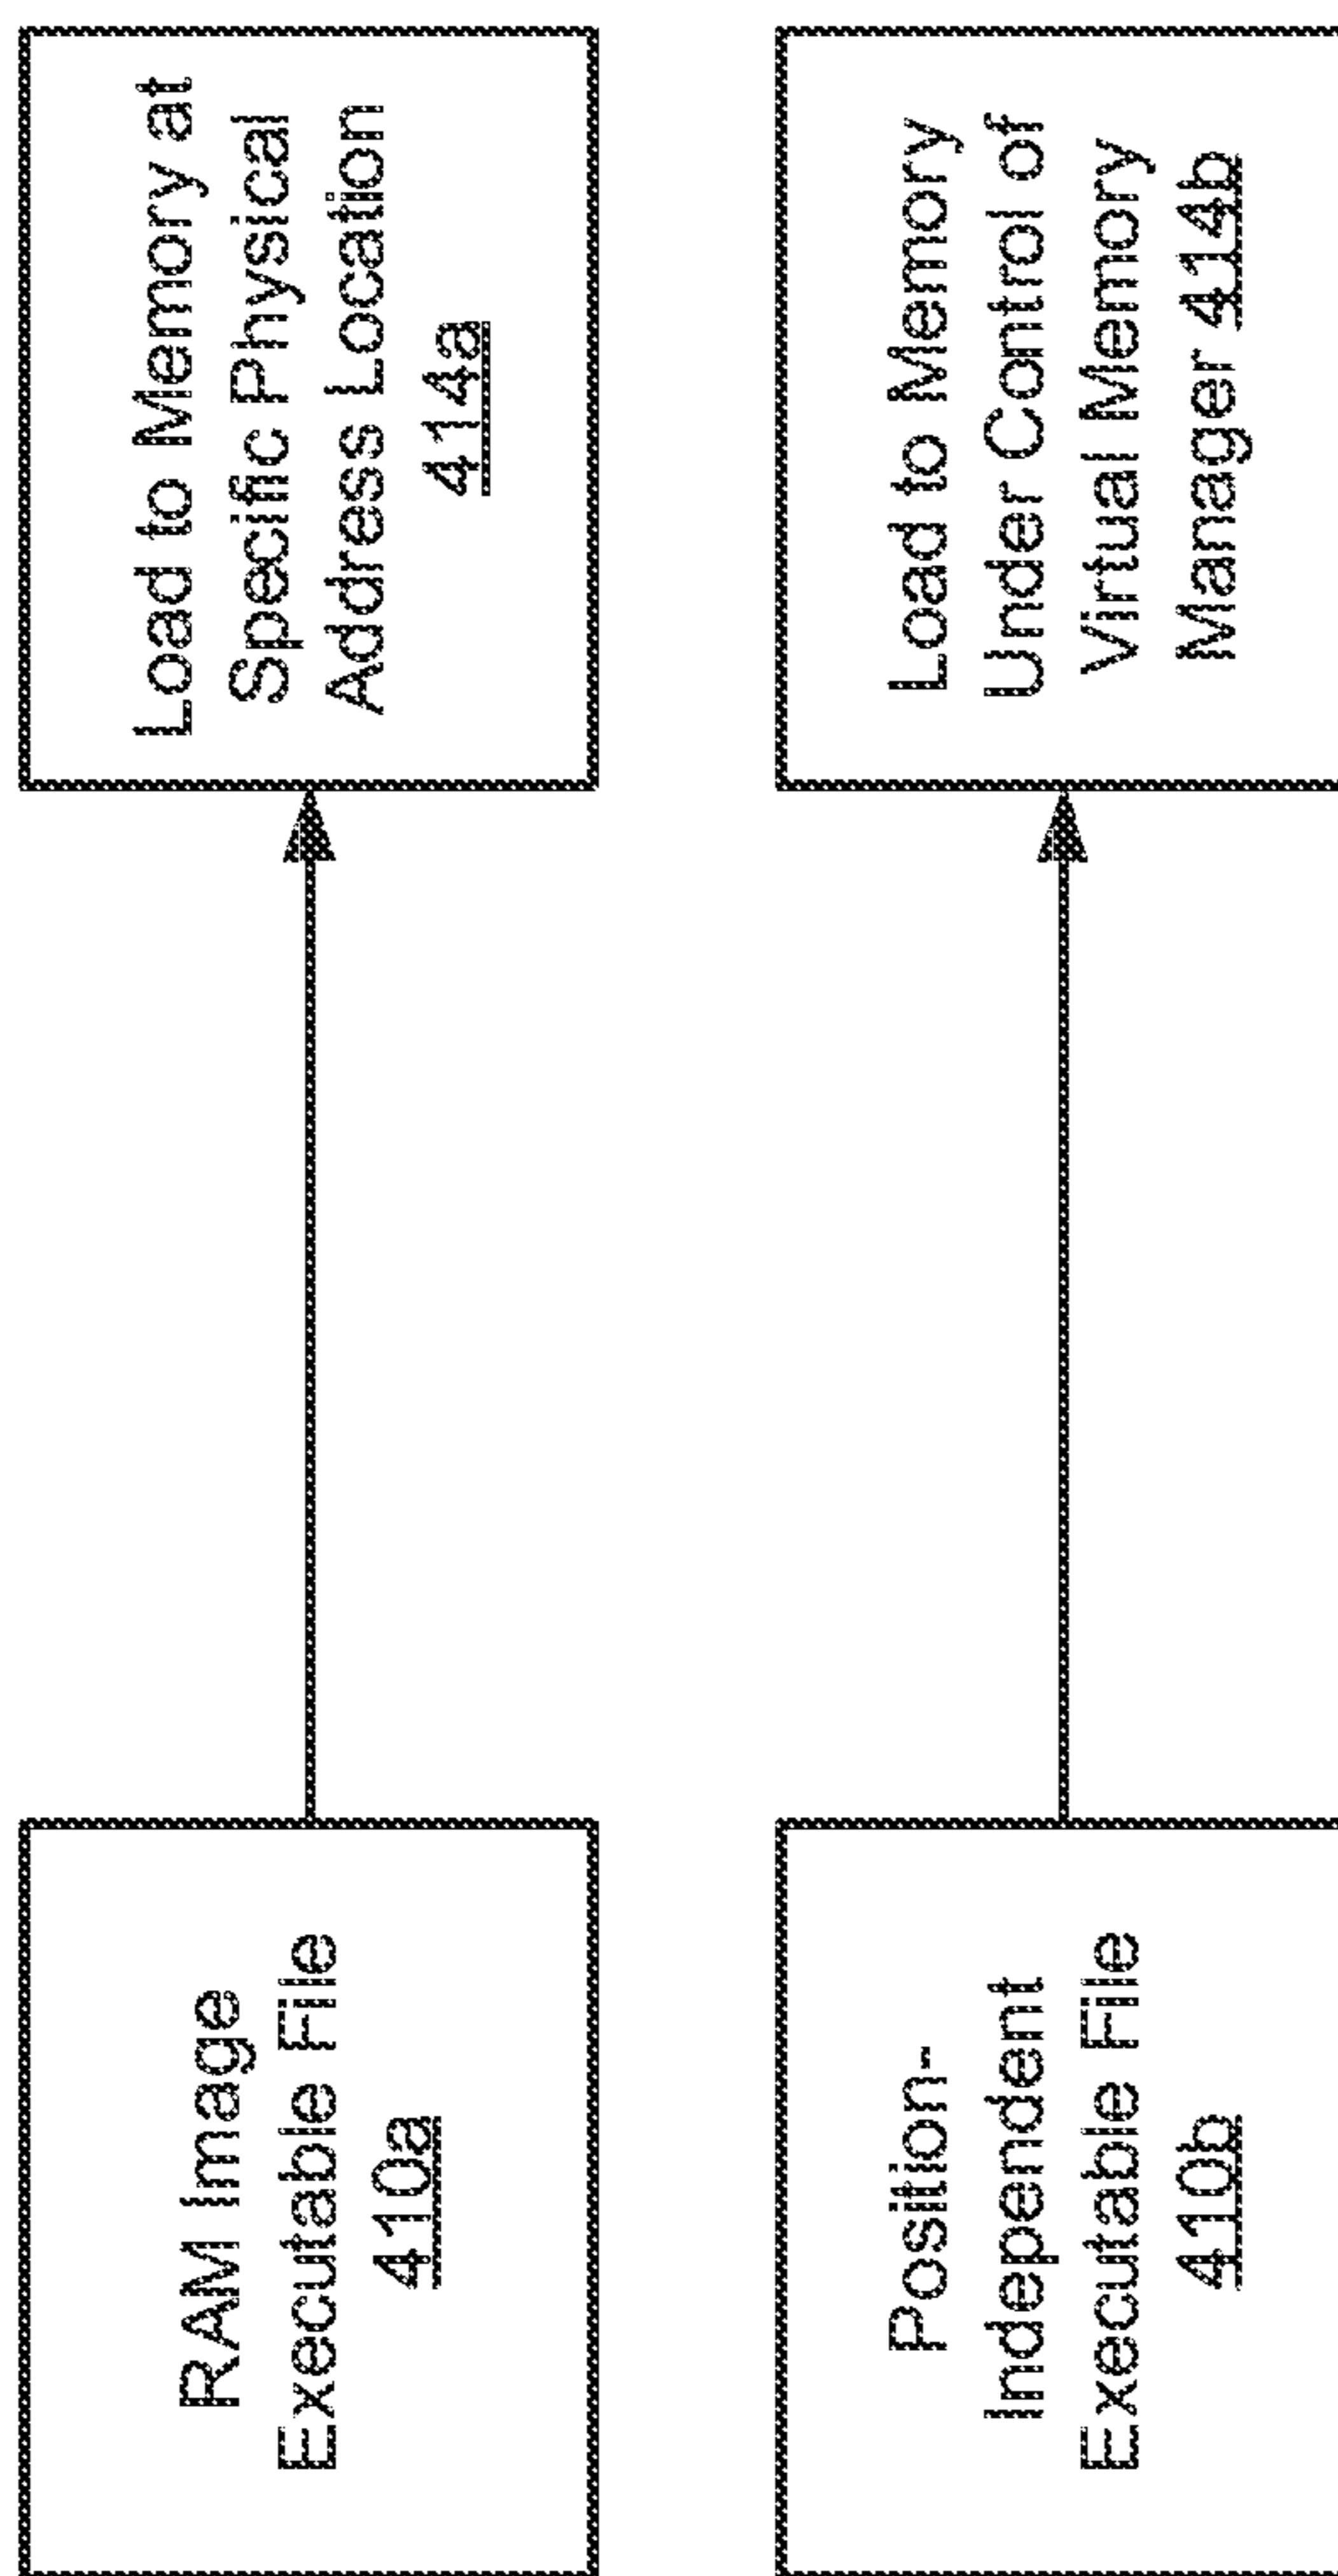 RAM Image
Executable File
410a
Load to Memory at
Specific Physical
Address Location
414a
Position-
Independent
Executable File
410b
Load to Memory
Under Control of
Virtual Memory
Manager 414b